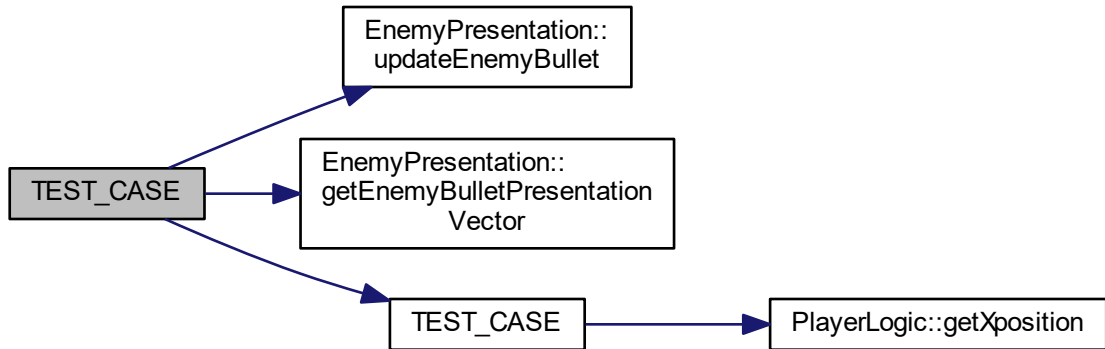 EnemyPresentation::
updateEnemyBullet
TEST_CASE
EnemyPresentation::
getEnemyBulletPresentation
Vector
TEST_CASE
PlayerLogic::getXposition